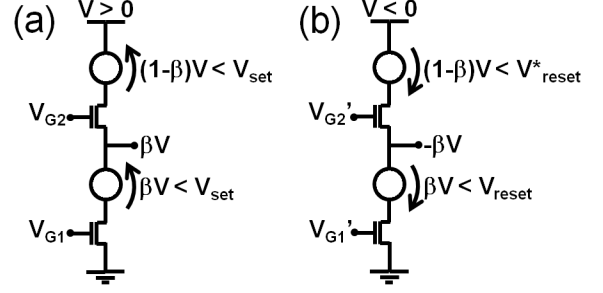 (a)
V > 0
(1-β)V < Vset
VG2
βV
βV < Vset
VG1
(b)
V < 0
(1-β)V < V*reset
VG2'
-βV
βV < Vreset
VG1'